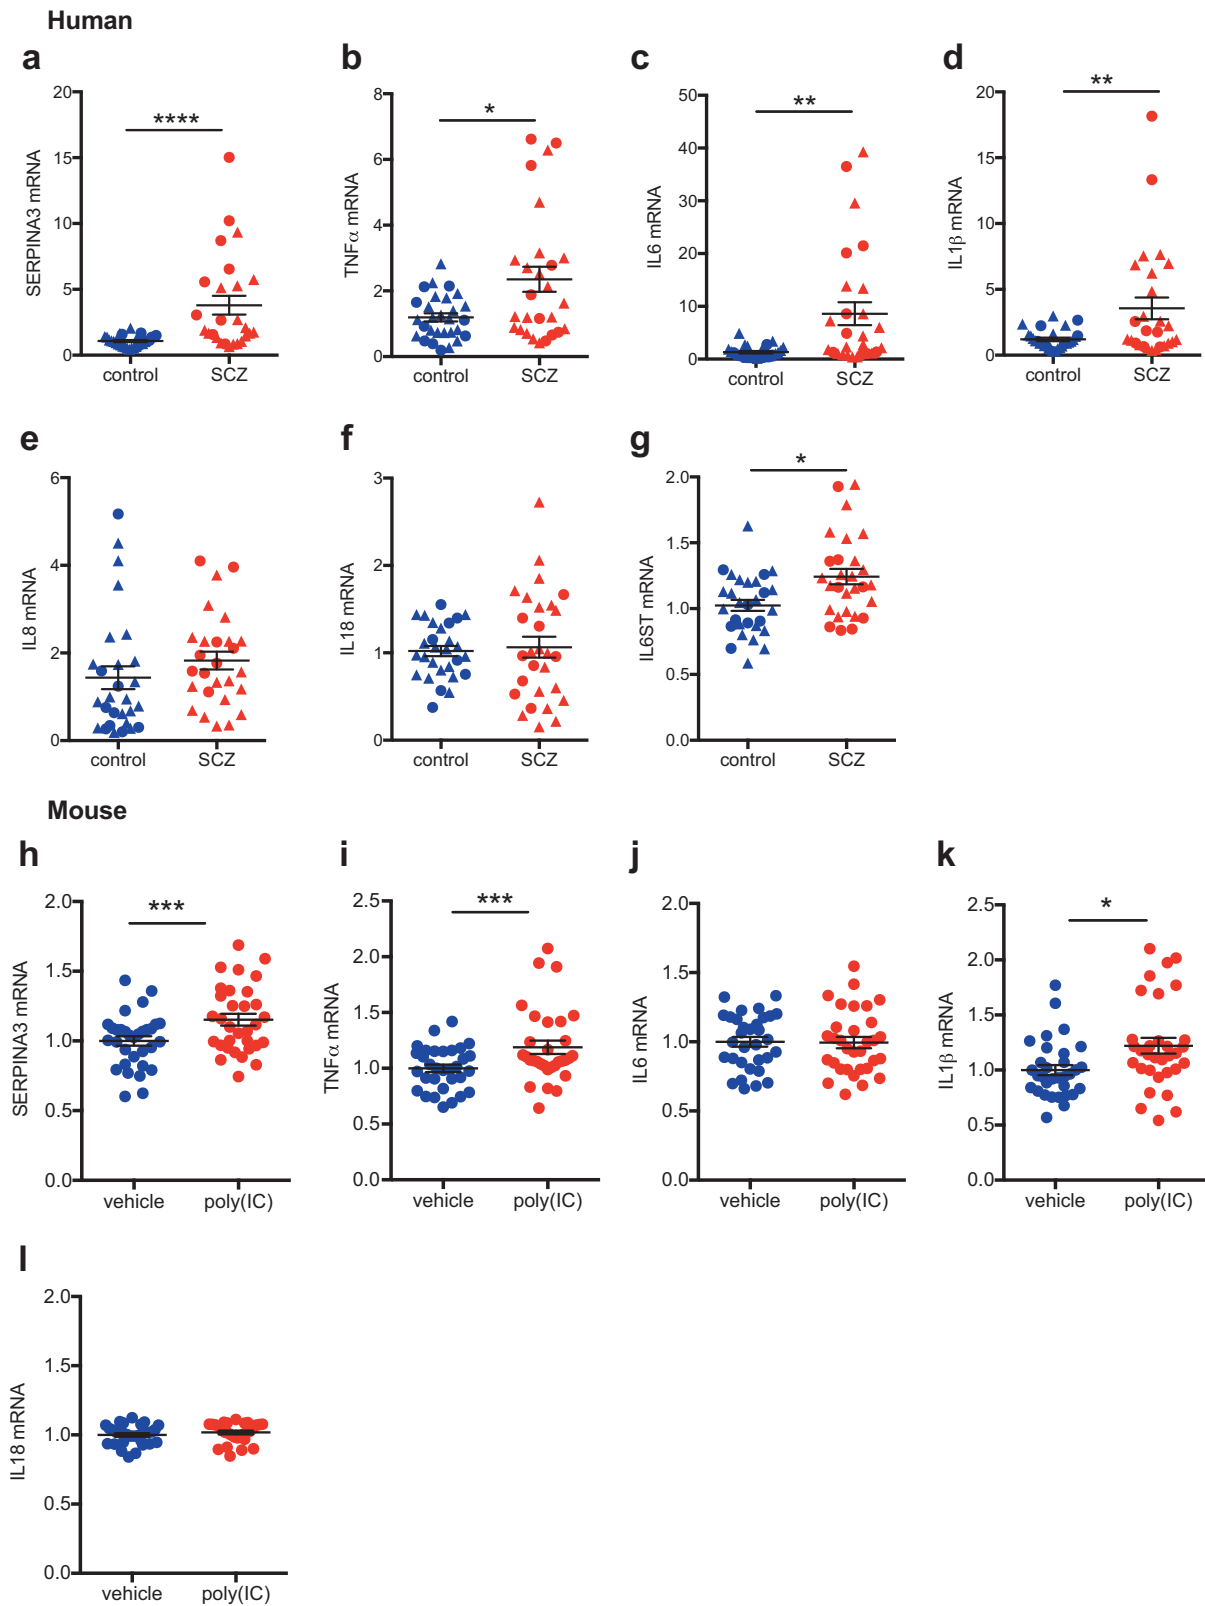 Human
a
b
c
d
20
15
10
5
0
SERPINA3 mRNA
****
control
SCZ
8
6
4
2
0
TNFα mRNA
*
control
SCZ
50
40
30
20
10
0
IL6 mRNA
**
control
SCZ
20
15
10
5
0
IL1β mRNA
**
control
SCZ
e
f
g
6
4
2
0
IL8 mRNA
control
SCZ
3
2
1
0
IL18 mRNA
control
SCZ
2.0
1.5
1.0
0.5
0.0
IL6ST mRNA
*
control
SCZ
Mouse
h
i
j
k
2.0
1.5
1.0
0.5
0.0
SERPINA3 mRNA
***
vehicle
poly(IC)
2.5
2.0
1.5
1.0
0.5
0.0
TNFα mRNA
***
vehicle
poly(IC)
2.0
1.5
1.0
0.5
0.0
IL6 mRNA
vehicle
poly(IC)
2.5
2.0
1.5
1.0
0.5
0.0
IL1β mRNA
*
vehicle
poly(IC)
l
2.0
1.5
1.0
0.5
0.0
IL18 mRNA
vehicle
poly(IC)